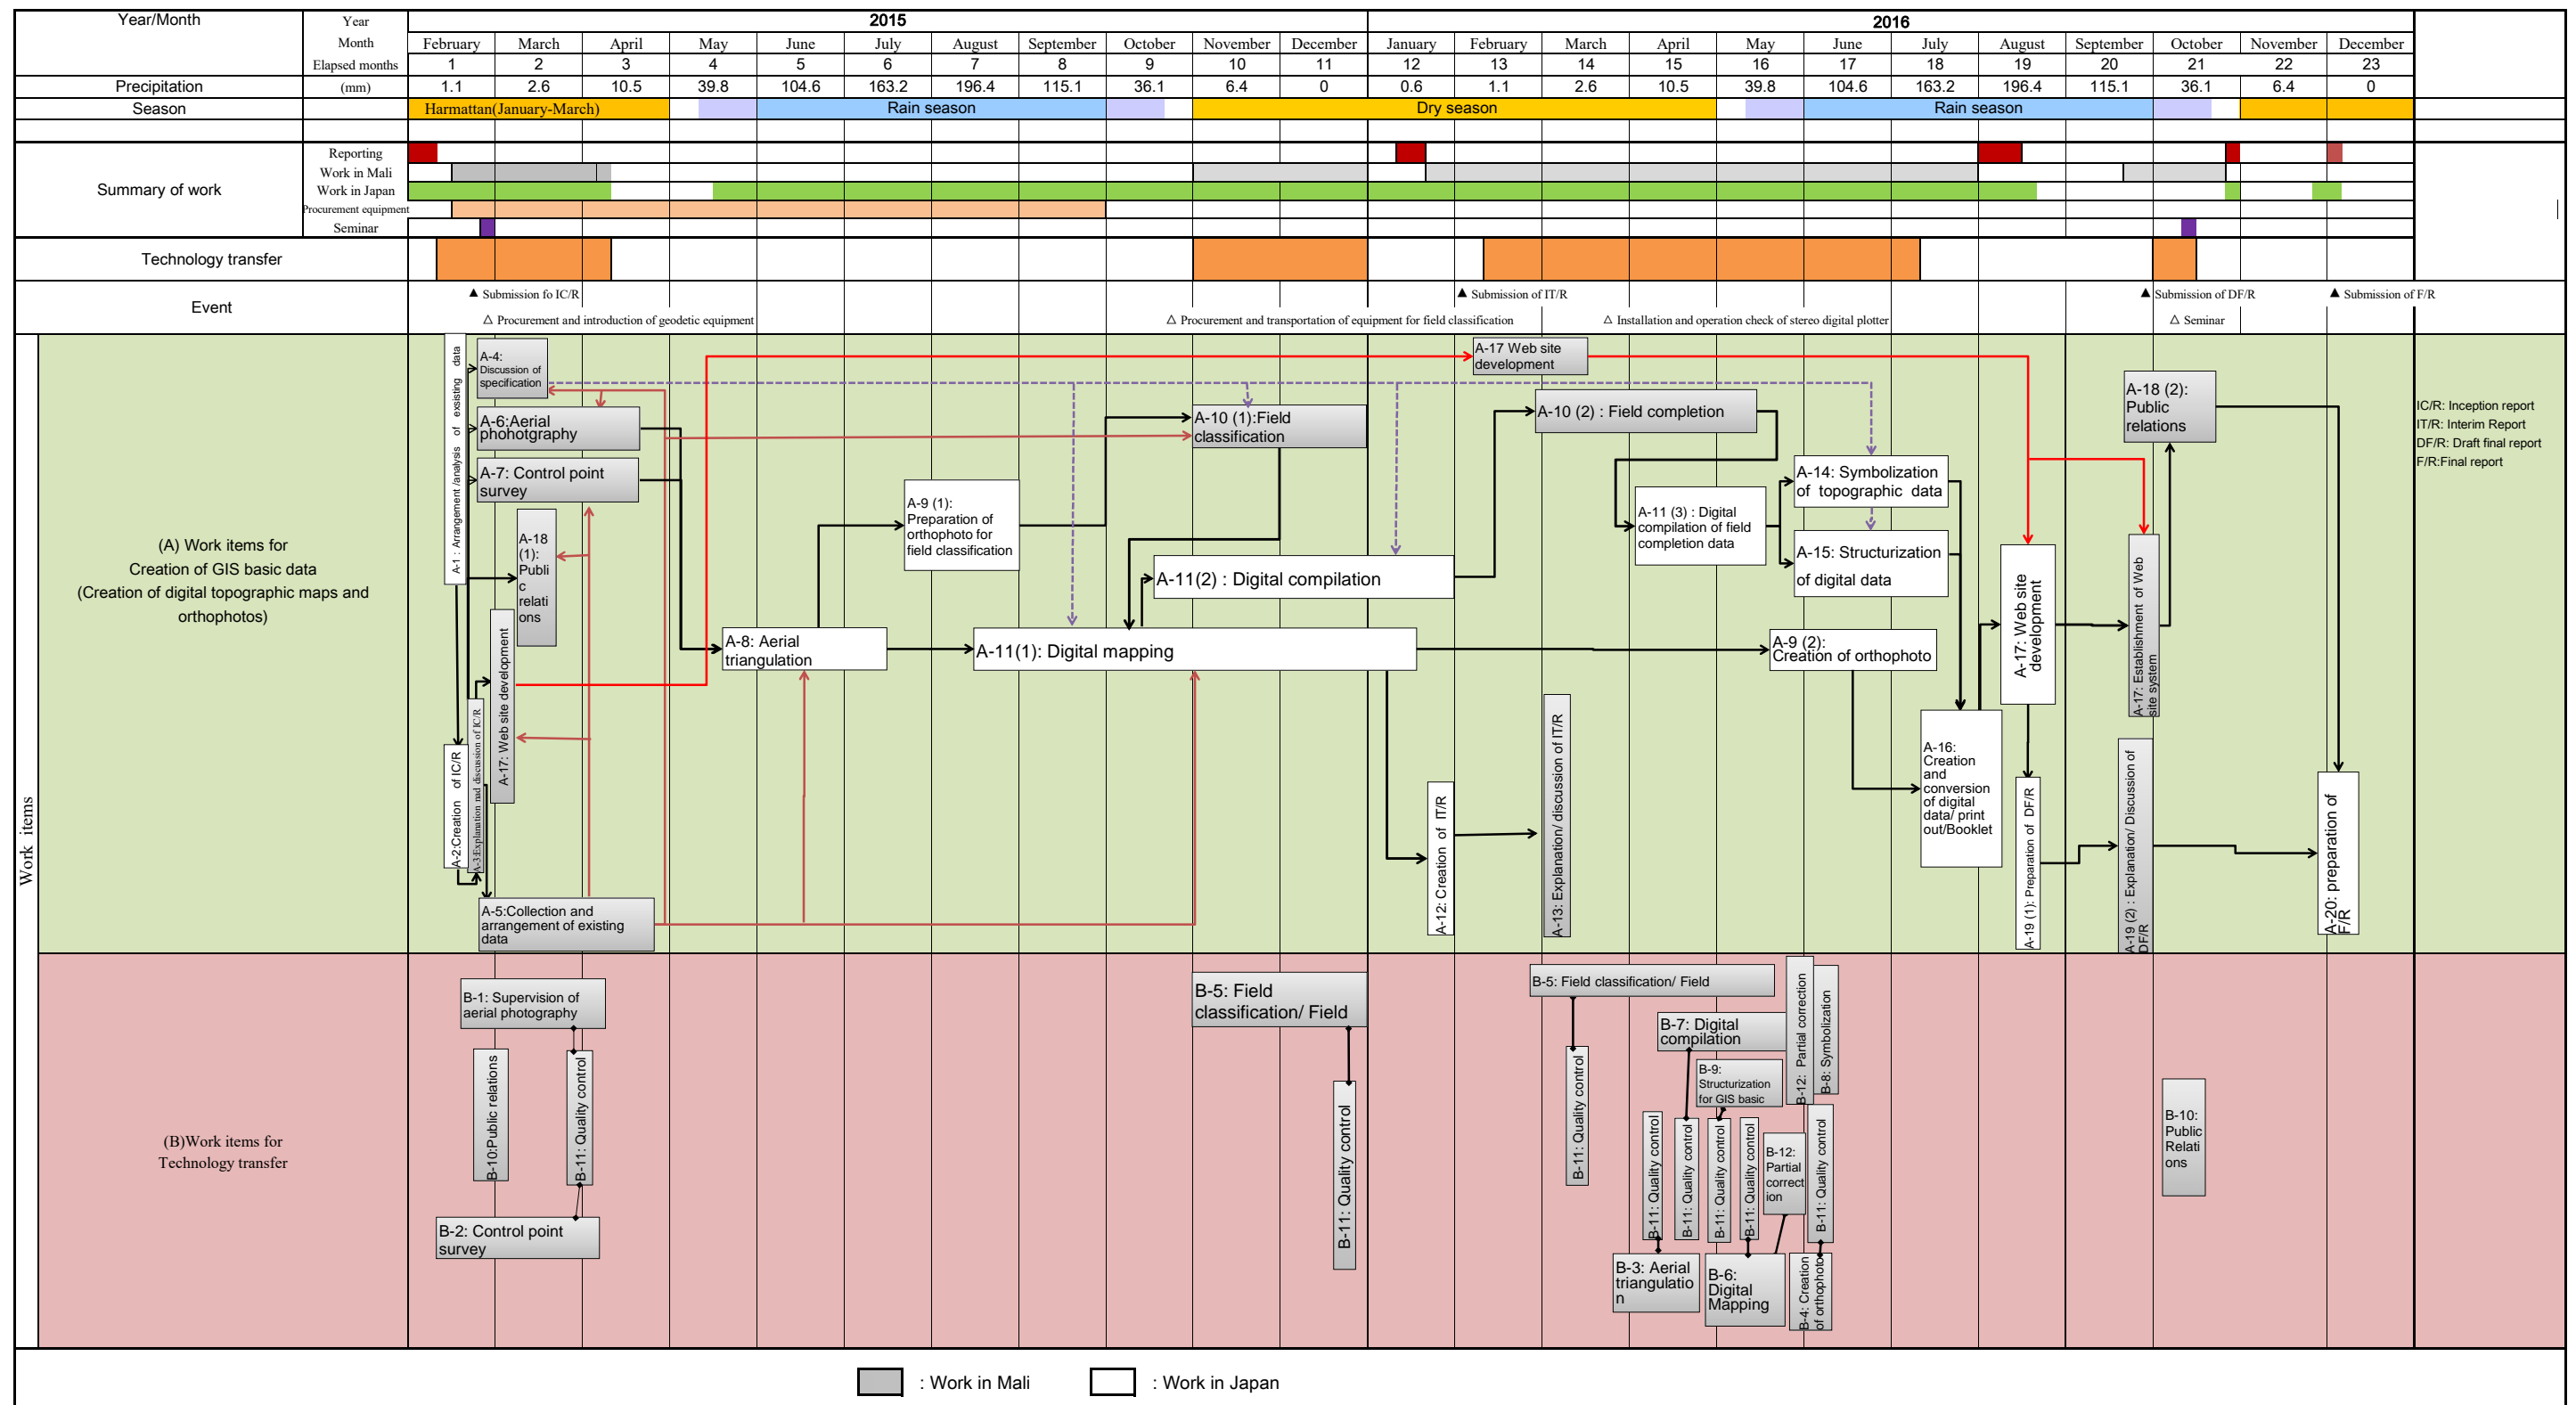 Year/Month
Year
2015
2016
Month
February
March
April
May
June
July
August
September
October
November
December
January
February
March
April
May
June
July
August
September
October
November
December
Elapsed months
1
2
3
4
5
6
7
8
9
10
11
12
13
14
15
16
17
18
19
20
21
22
23
Precipitation
(mm)
1.1
2.6
10.5
39.8
104.6
163.2
196.4
115.1
36.1
6.4
0
0.6
1.1
2.6
10.5
39.8
104.6
163.2
196.4
115.1
36.1
6.4
0
Season
Harmattan(January-March)
Rain season
Dry season
Rain season
Summary of work
Reporting
Work in Mali
Work in Japan
Procurement equipment
Seminar
Technology transfer
Event
▲ Submission fo IC/R
▲ Submission of IT/R
▲ Submission of DF/R
▲ Submission of F/R
△ Procurement and introduction of geodetic equipment
△ Procurement and transportation of equipment for field classification
△ Installation and operation check of stereo digital plotter
△ Seminar
Work items
(A) Work items for
Creation of GIS basic data
(Creation of digital topographic maps and
orthophotos)
A-1 : Arrangement /analysis of exsisting data
A-4:
Discussion of
specification
A-6:Aerial
phohotgraphy
A-7: Control point
survey
A-18
(1):
Publi
c
relati
ons
A-17: Web site development
A-2:Creation of IC/R
A-3:Explanation nad discussion of IC/R
A-5:Collection and
arrangement of existing
data
A-8: Aerial
triangulation
A-9 (1):
Preparation of
orthophoto for
field classification
A-10 (1):Field
classification
A-11(2) : Digital compilation
A-11(1): Digital mapping
A-12: Creation of IT/R
A-13: Explanation/ discussion of IT/R
A-17 Web site
development
A-10 (2) : Field completion
A-11 (3) : Digital
compilation of field
completion data
A-14: Symbolization
of topographic data
A-15: Structurization
of digital data
A-9 (2):
Creation of orthophoto
A-16:
Creation
and
conversion
of digital
data/ print
out/Booklet
A-17: Web site
development
A-19 (1): Preparation of DF/R
A-18 (2):
Public
relations
A-17: Establishment of Web
site system
A-19 (2) : Explanation/ Discussion of
DF/R
A-20: preparation of
F/R
IC/R: Inception report
IT/R: Interim Report
DF/R: Draft final report
F/R:Final report
(B)Work items for
Technology transfer
B-1: Supervision of
aerial photography
B-10:Public relations
B-11: Quality control
B-2: Control point
survey
B-5: Field
classification/ Field
B-11: Quality control
B-5: Field classification/ Field
B-11: Quality control
B-7: Digital
compilation
B-9:
Structurization
for GIS basic
B-12: Partial correction
B-8: Symbolization
B-11: Quality control
B-11: Quality control
B-11: Quality control
B-11: Quality control
B-12:
Partial
correct
ion
B-11: Quality control
B-3: Aerial
triangulatio
n
B-6:
Digital
Mapping
B-4: Creation
of orthophoto
B-10:
Public
Relati
ons
: Work in Mali
: Work in Japan